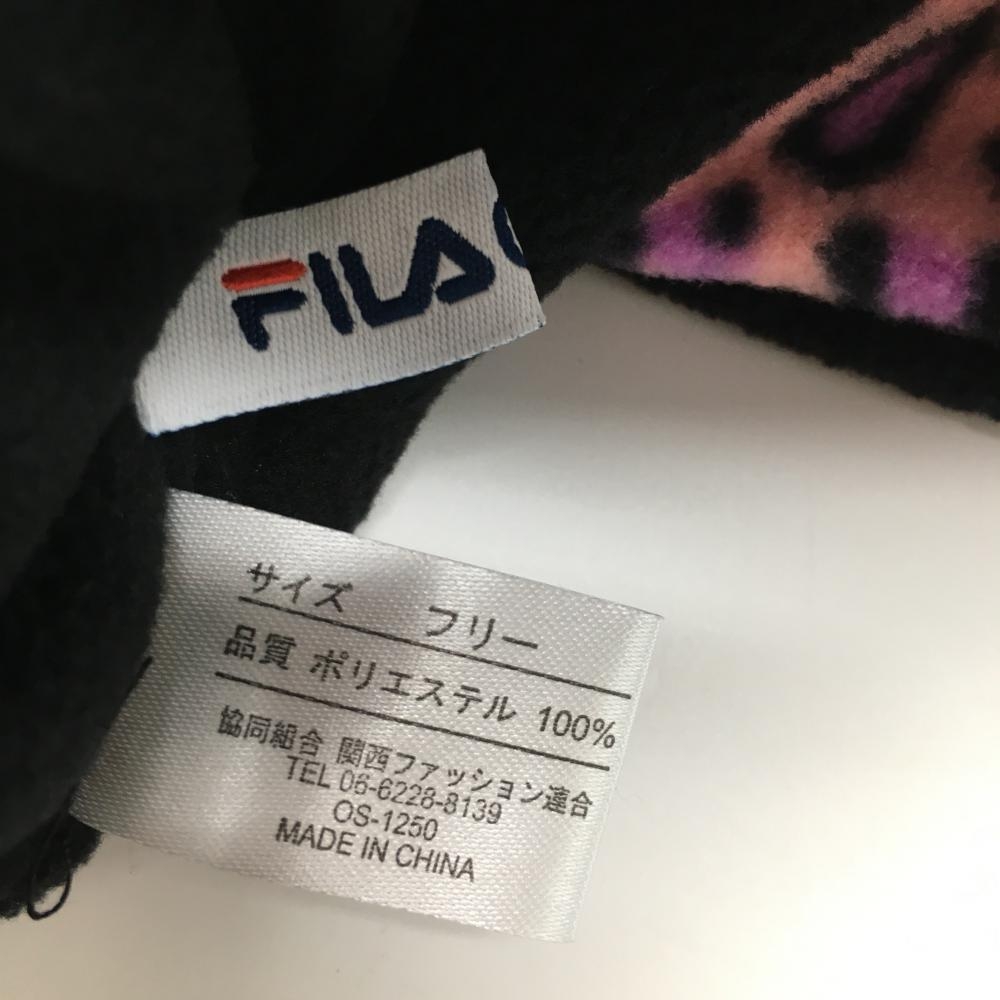 FILA
サイズ フリー
品質 ポリエステル 100%
協同組合 関西ファッション連合
TEL 06-6228-8139
OS-1250
MADE IN CHINA